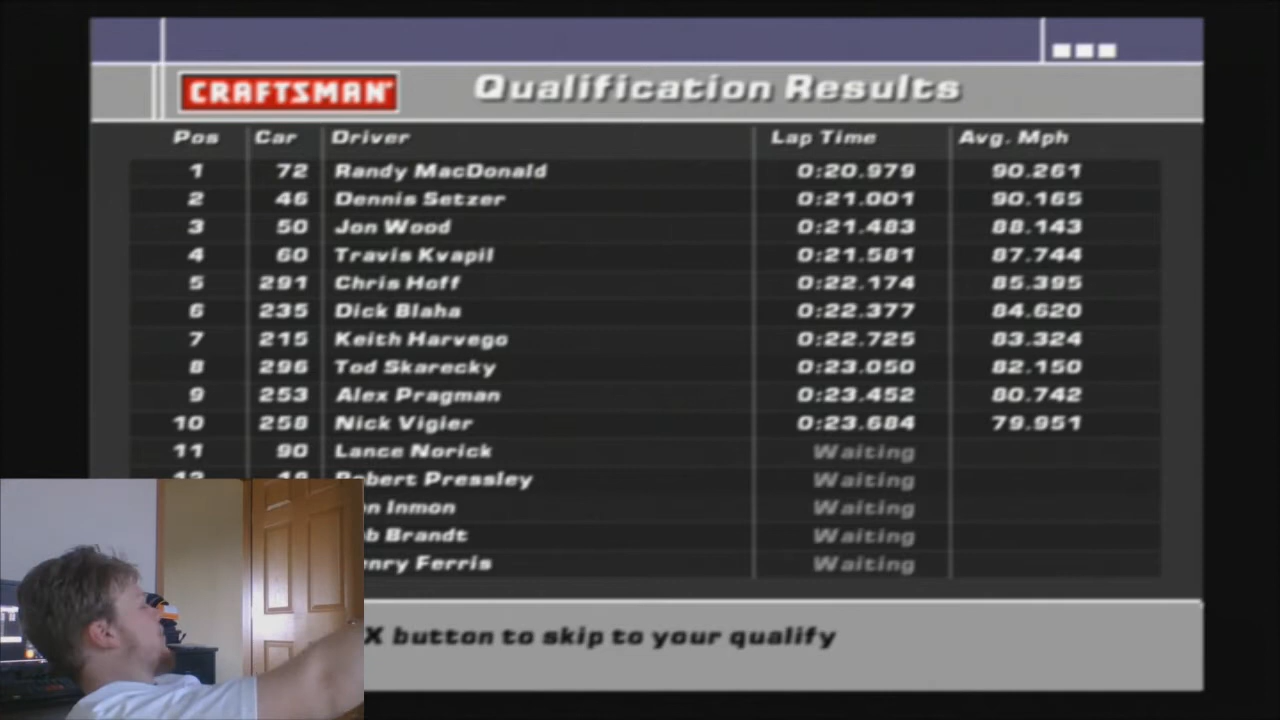 CRAFTSMAN Qualification Results
Pos Car Driver Lap Time Avg. Mph
1 72 Randy MacDonald 0:20.979 90.261
2 46 Dennis Setzer 0:21.001 90.165
3 50 Jon Wood 0:21.483 88.143
4 60 Travis Kvapil 0:21.581 87.744
5 291 Chris Hoff 0:22.174 85.395
6 235 Dick Blaha 0:22.377 84.620
7 215 Keith Harvego 0:22.725 83.324
8 296 Tod Skarecky 0:23.050 82.150
9 253 Alex Pragman 0:23.452 80.742
10 258 Nick Vigier 0:23.684 79.951
11 90 Lance Norick Waiting
Pressley Waiting
Inmon Waiting
Brandt Waiting
Ferris Waiting
X button to skip to your qualify